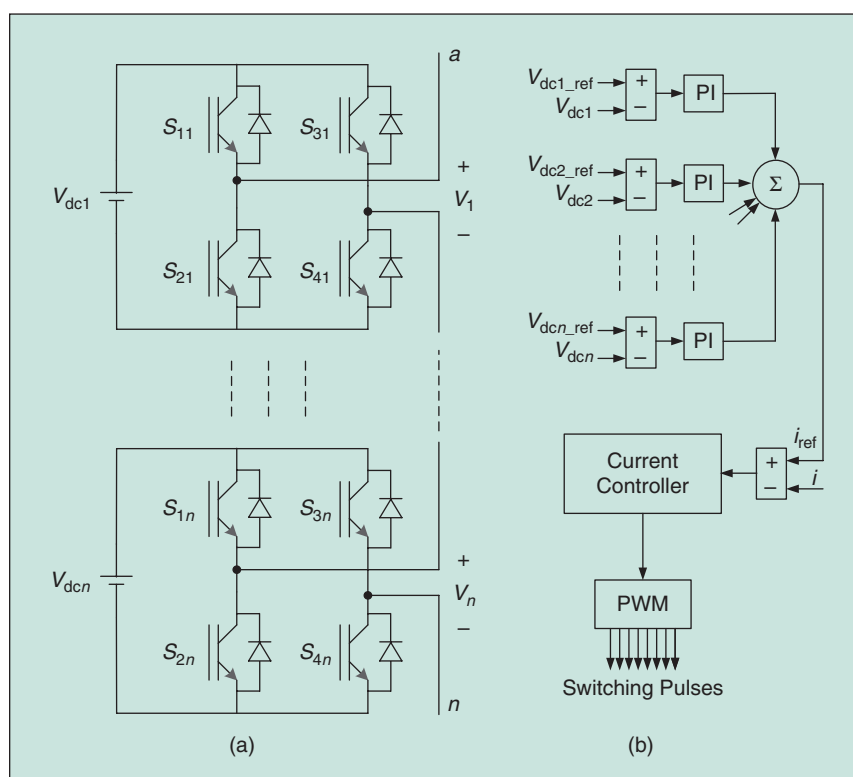 a
S11
S31
Vdc1
+
V1
−
S21
S41
S1n
S3n
Vdcn
+
Vn
−
S2n
S4n
n
(a)
Vdc1_ref
Vdc1
+
−
PI
Vdc2_ref
Vdc2
+
−
PI
Σ
Vdcn_ref
Vdcn
+
−
PI
iref
i
+
−
Current
Controller
PWM
Switching Pulses
(b)